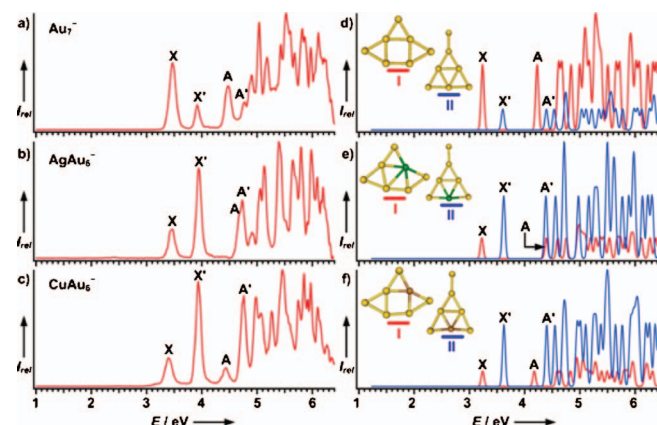 a)
Au₇⁻
X
X'
A
A'
I_rel
b)
AgAu₆⁻
X
X'
A
A'
I_rel
c)
CuAu₆⁻
X
X'
A
A'
I_rel
1 2 3 4 5 6
E / eV
d)
I
II
X
X'
A
A'
I_rel
e)
I
II
X
X'
A
A'
I_rel
f)
I
II
X
X'
A
A'
I_rel
1 2 3 4 5 6
E / eV